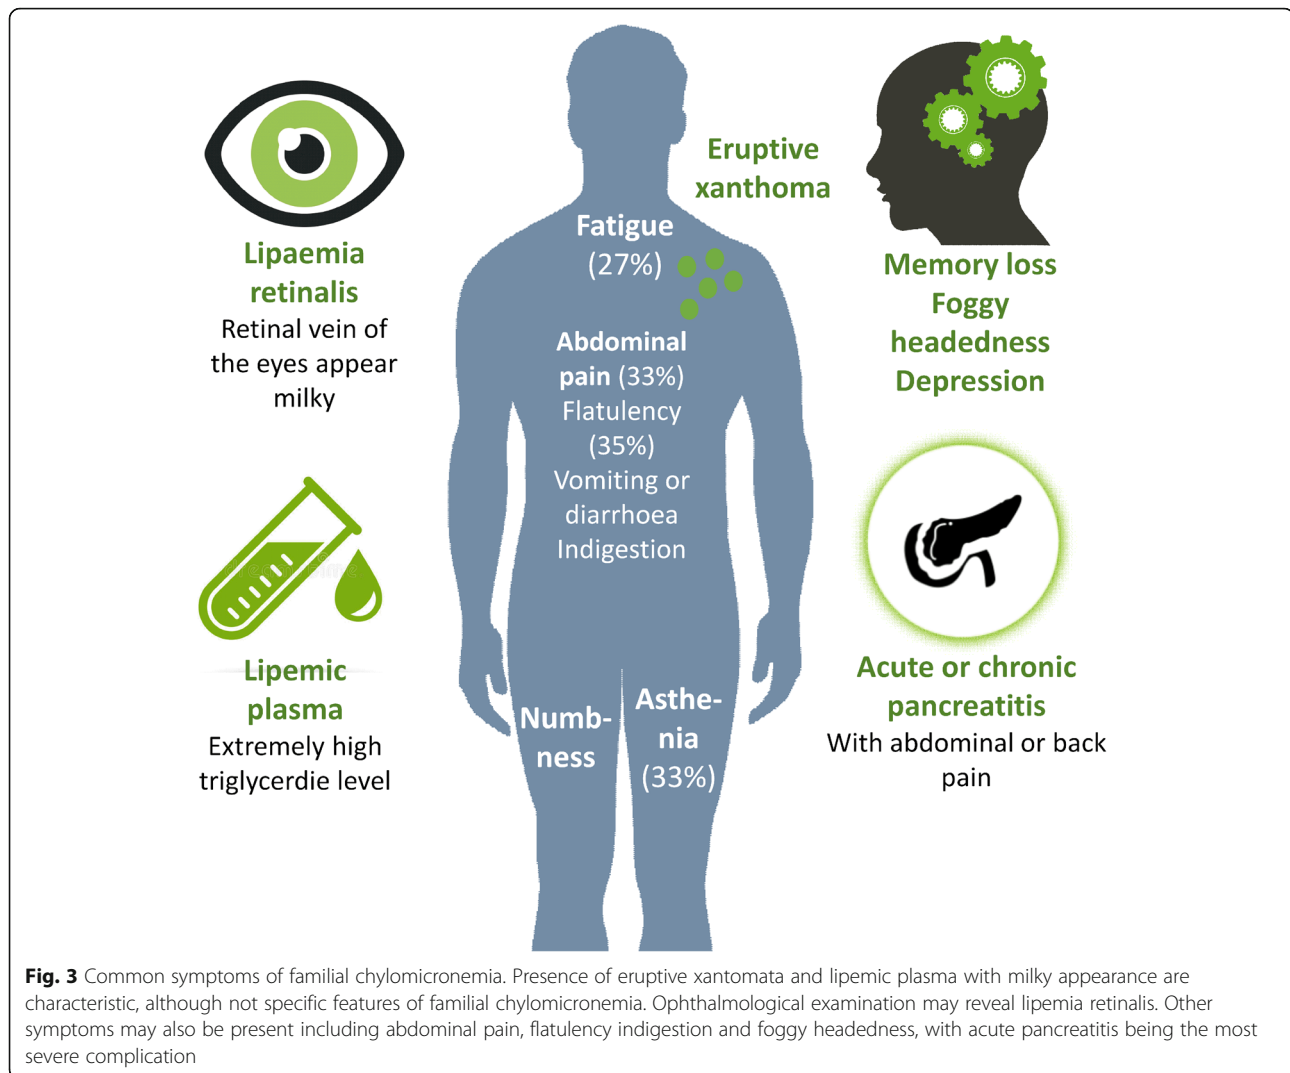 Eruptive
xanthoma
Fatigue
(27%)
Lipaemia
retinalis
Retinal vein of
the eyes appear
milky
Memory loss
Foggy
headedness
Depression
Abdominal
pain (33%)
Flatulency
(35%)
Vomiting or
diarrhoea
Indigestion
Lipemic
plasma
Extremely high
triglycerdie level
Numb-
ness
Asthe-
nia
(33%)
Acute or chronic
pancreatitis
With abdominal or back
pain
Fig. 3 Common symptoms of familial chylomicronemia. Presence of eruptive xantomata and lipemic plasma with milky appearance are
characteristic, although not specific features of familial chylomicronemia. Ophthalmological examination may reveal lipemia retinalis. Other
symptoms may also be present including abdominal pain, flatulency indigestion and foggy headedness, with acute pancreatitis being the most
severe complication